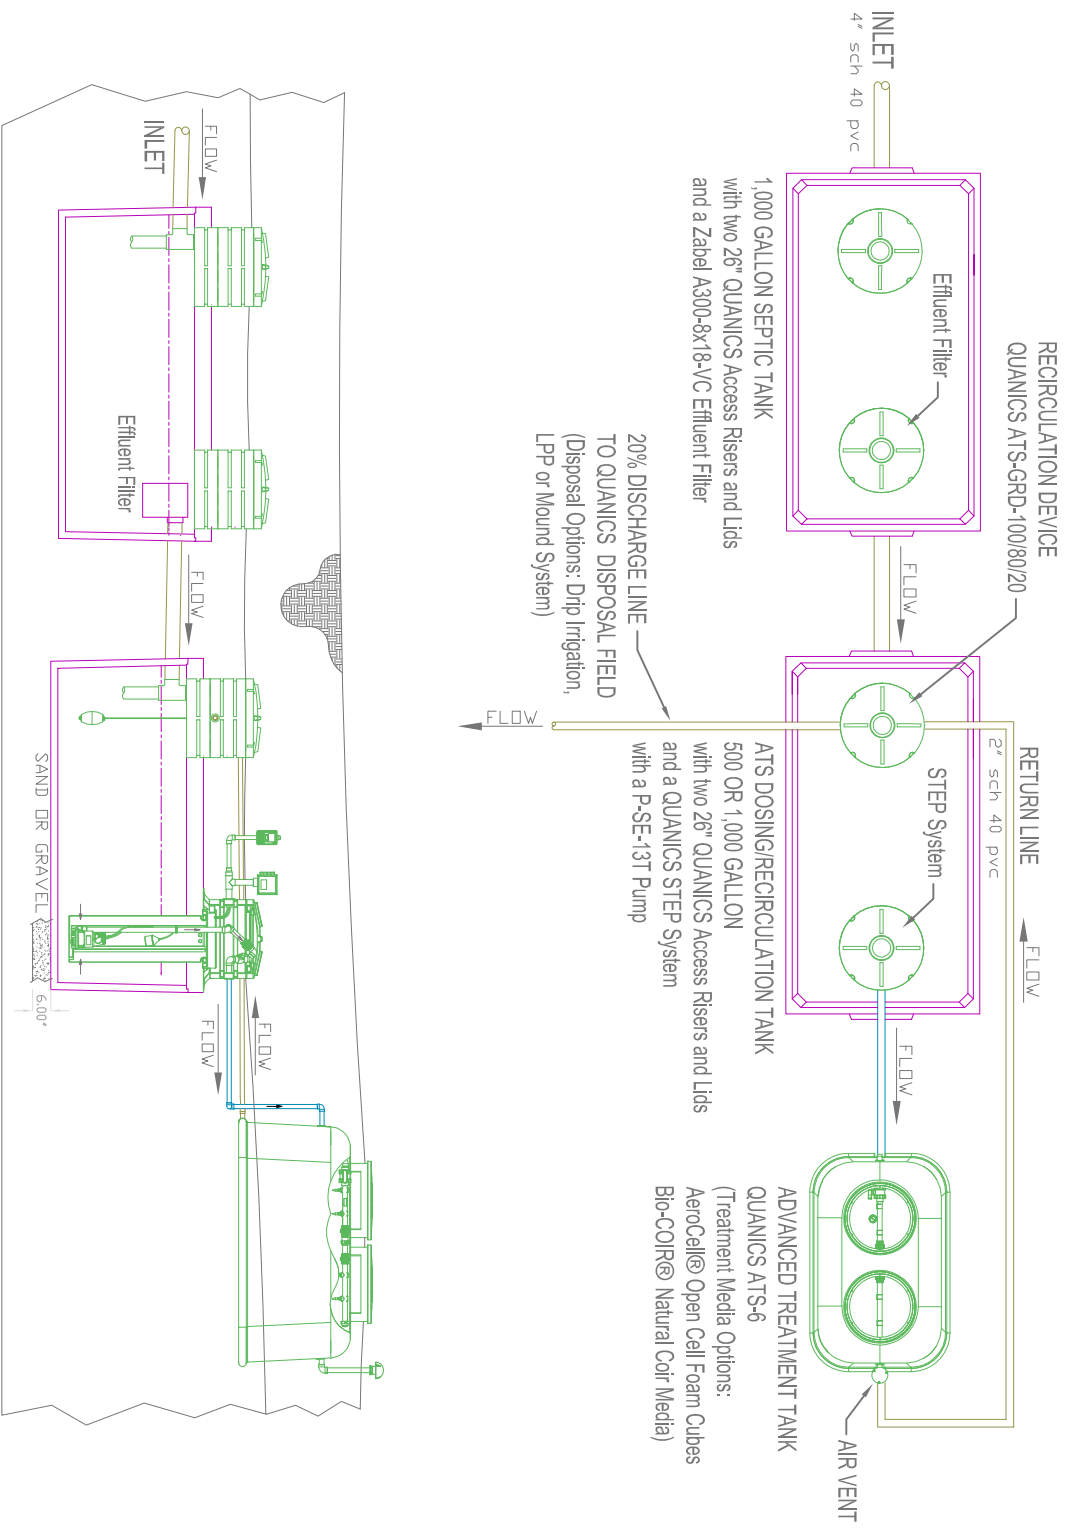 RECIRCULATION DEVICE
QUANICS ATS-GRD-100/80/20
RETURN LINE
2" sch 40 pvc
FLOW
INLET
4" sch 40 pvc
Effluent Filter
FLOW
STEP System
FLOW
AIR VENT
1,000 GALLON SEPTIC TANK
with two 26" QUANICS Access Risers and Lids
and a Zabel A300-8x18-VC Effluent Filter
ATS DOSING/RECIRCULATION TANK
500 OR 1,000 GALLON
with two 26" QUANICS Access Risers and Lids
and a QUANICS STEP System
with a P-SE-13T Pump
ADVANCED TREATMENT TANK
QUANICS ATS-6
(Treatment Media Options:
AeroCell® Open Cell Foam Cubes
Bio-COIR® Natural Coir Media)
20% DISCHARGE LINE
TO QUANICS DISPOSAL FIELD
(Disposal Options: Drip Irrigation,
LPP or Mound System)
FLOW
FLOW
INLET
Effluent Filter
FLOW
FLOW
FLOW
SAND OR GRAVEL
6.00"